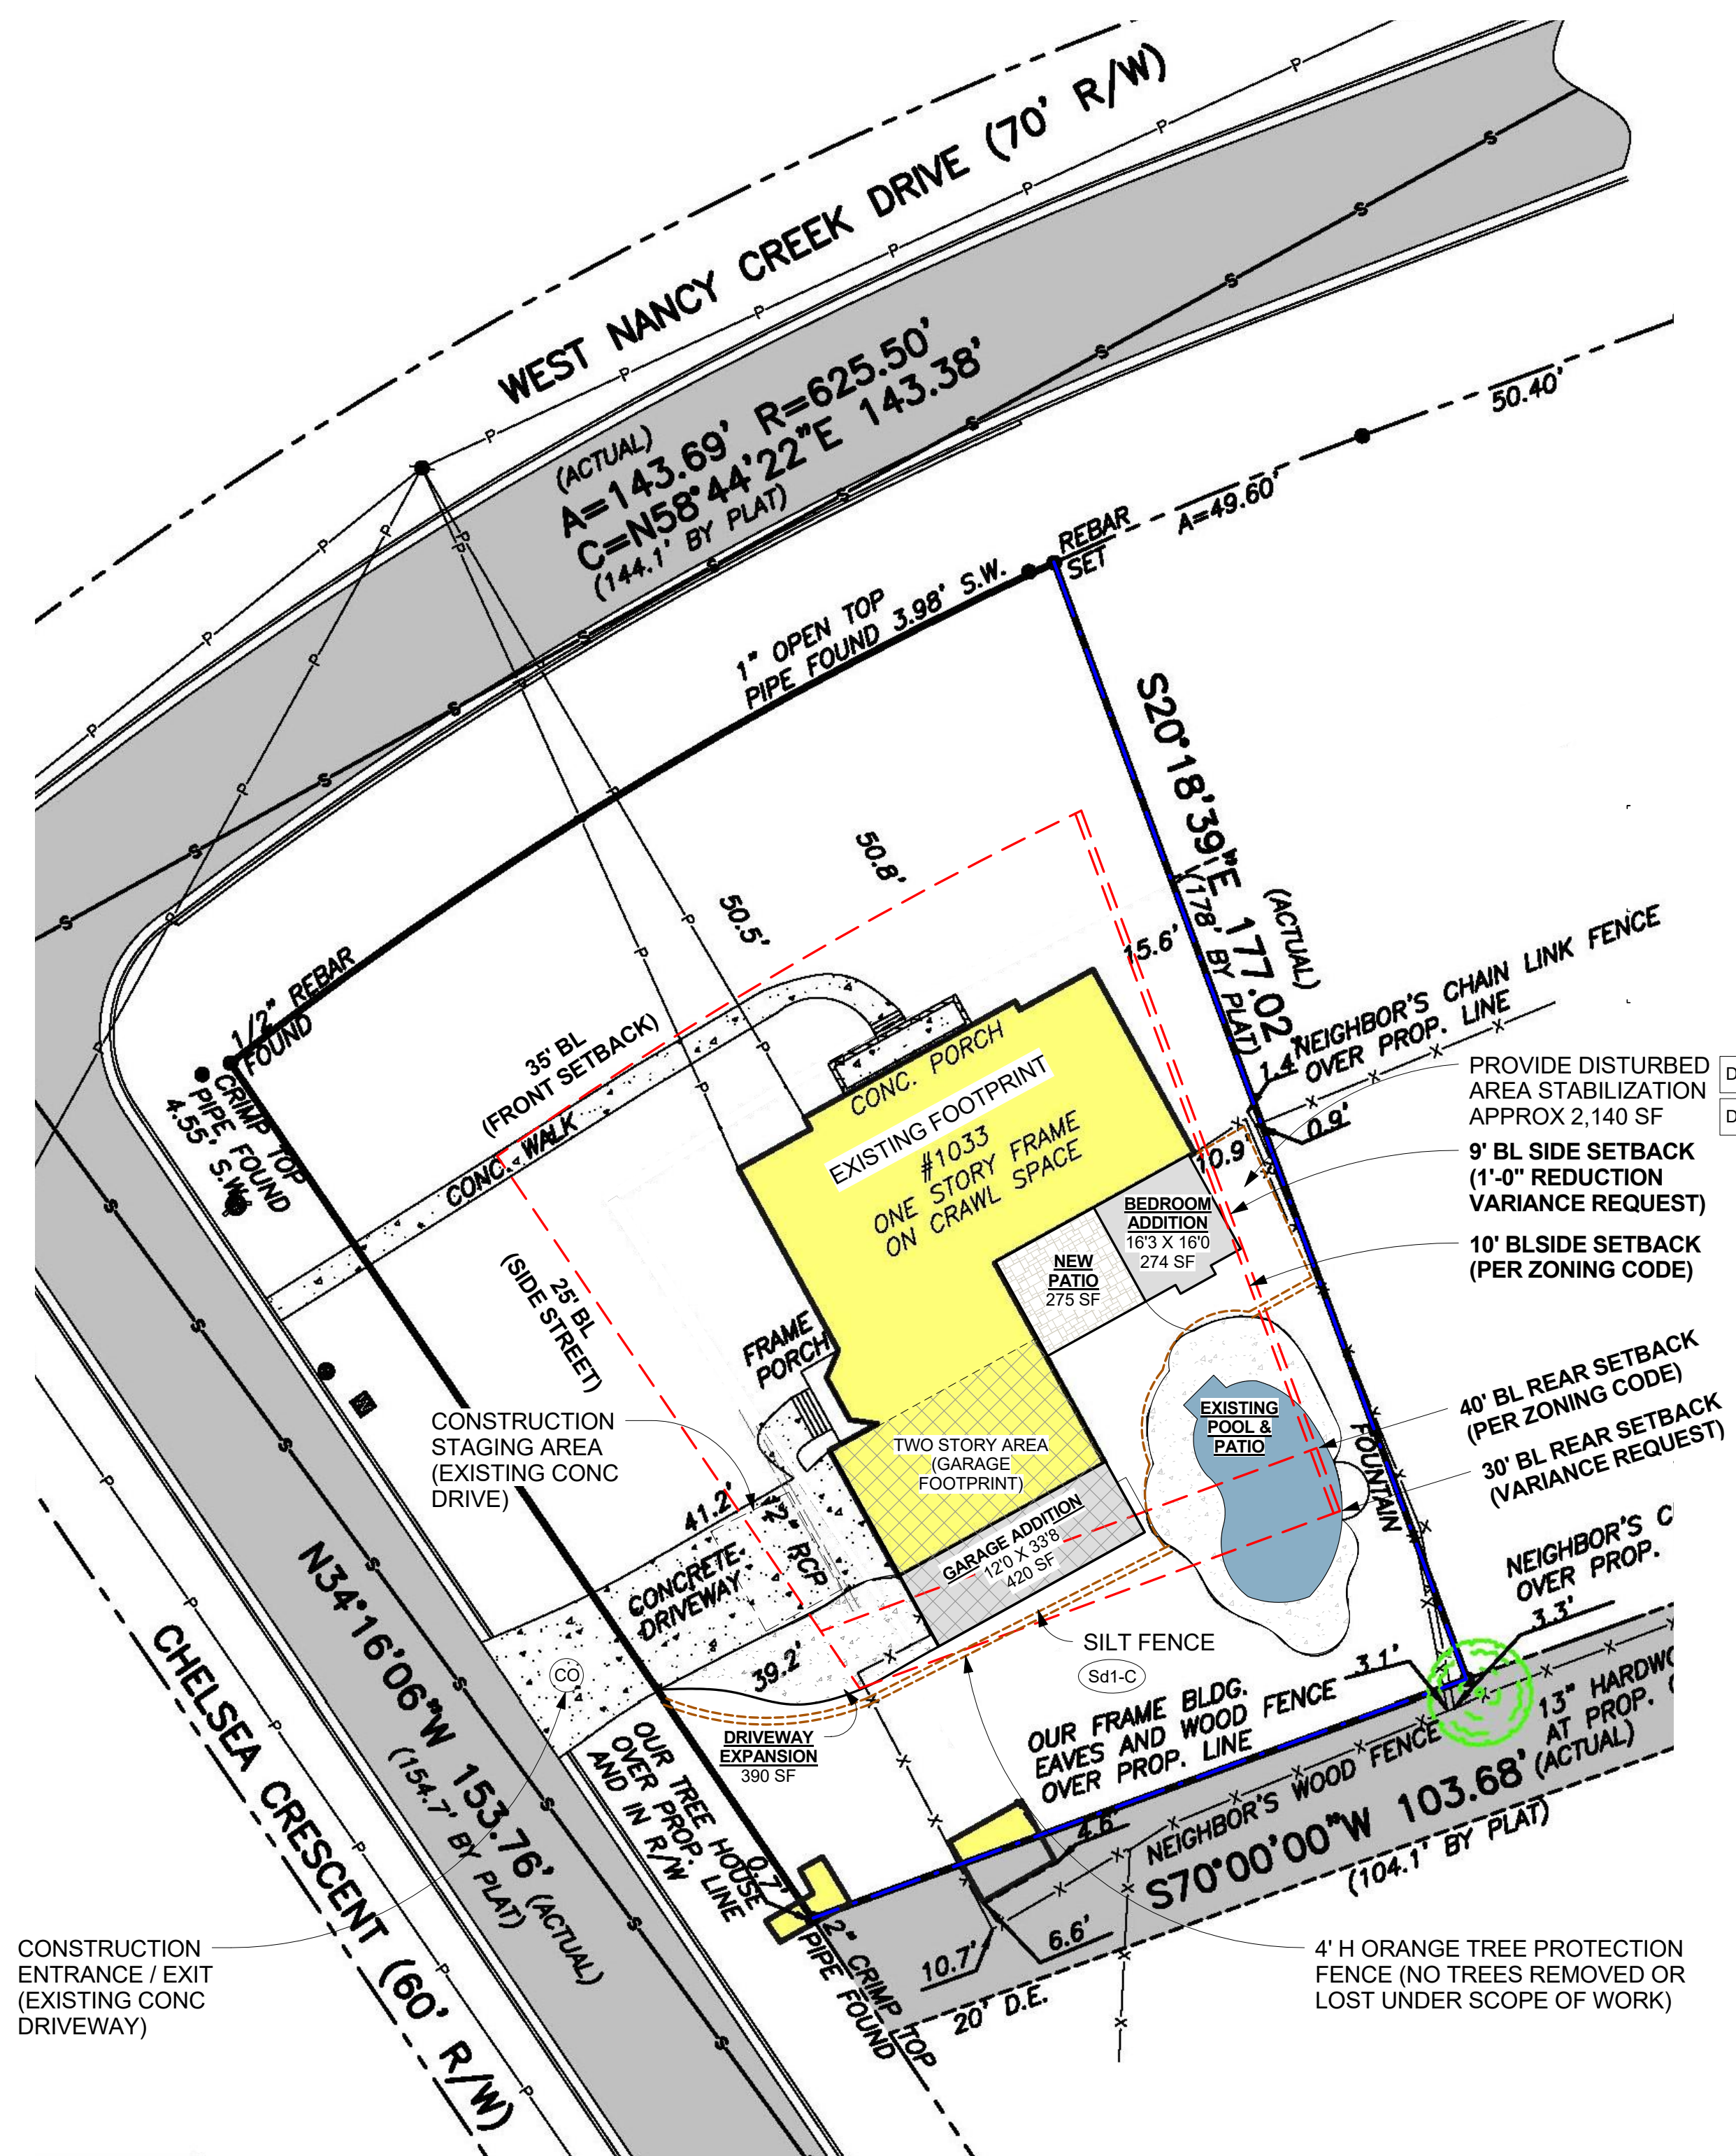 WEST NANCY CREEK DRIVE (70' R/W)
(ACTUAL)
A=143.69' R=625.50'
C=N58°44'22"E 143.38'
(144.1' BY PLAT)
50.40'
A=49.60'
REBAR
SET
1" OPEN TOP
PIPE FOUND 3.98' S.W.
S20°18'39"E 177.02'
(ACTUAL)
(178' BY PLAT)
50.8'
50.5'
15.6'
1/2" REBAR
FOUND
CRIMP TOP
PIPE FOUND
4.55' S.W.
35' BL
(FRONT SETBACK)
CONC. WALK
CONC. PORCH
EXISTING FOOTPRINT
#1033
ONE STORY FRAME
ON CRAWL SPACE
NEIGHBOR'S CHAIN LINK FENCE
OVER PROP. LINE
1.4'
0.9'
10.9'
PROVIDE DISTURBED
AREA STABILIZATION
APPROX 2,140 SF
D
D
9' BL SIDE SETBACK
(1'-0" REDUCTION
VARIANCE REQUEST)
10' BLSIDE SETBACK
(PER ZONING CODE)
BEDROOM
ADDITION
16'3 X 16'0
274 SF
NEW
PATIO
275 SF
25' BL
(SIDE STREET)
FRAME
PORCH
40' BL REAR SETBACK
(PER ZONING CODE)
30' BL REAR SETBACK
(VARIANCE REQUEST)
EXISTING
POOL &
PATIO
FOUNTAIN
CONSTRUCTION
STAGING AREA
(EXISTING CONC
DRIVE)
TWO STORY AREA
(GARAGE
FOOTPRINT)
GARAGE ADDITION
12'0 X 33'8
420 SF
41.2'
12" RCP
CONCRETE
DRIVEWAY
39.2'
CO
NEIGHBOR'S C
OVER PROP.
3.3'
3.1'
SILT FENCE
Sd1-C
DRIVEWAY
EXPANSION
390 SF
OUR FRAME BLDG.
EAVES AND WOOD FENCE
OVER PROP. LINE
13" HARDWO
AT PROP.
OUR TREE HOUSE
OVER PROP. LINE
AND IN R/W
0.7'
4.6'
NEIGHBOR'S WOOD FENCE
S70°00'00"W 103.68' (ACTUAL)
(104.1' BY PLAT)
N34°16'06"W 153.76' (ACTUAL)
(154.7' BY PLAT)
CHELSEA CRESCENT (60' R/W)
CONSTRUCTION
ENTRANCE / EXIT
(EXISTING CONC
DRIVEWAY)
2" CRIMP TOP
PIPE FOUND
10.7'
6.6'
20' D.E.
4' H ORANGE TREE PROTECTION
FENCE (NO TREES REMOVED OR
LOST UNDER SCOPE OF WORK)